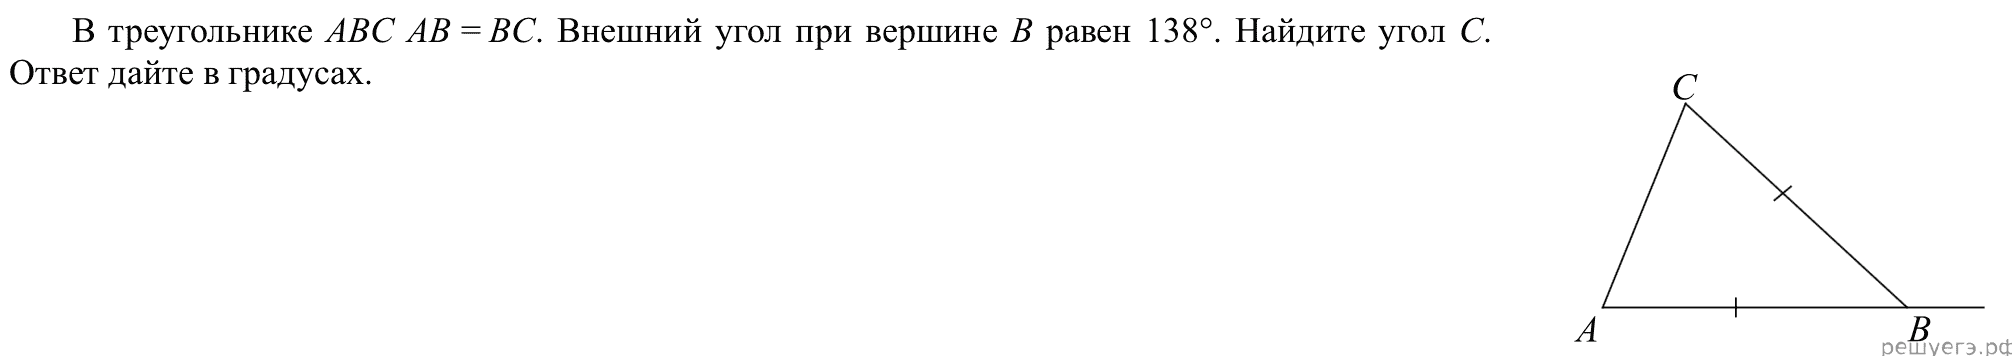 В треугольнике ABC AB = BC. Внешний угол при вершине B равен 138°. Найдите угол C.
Ответ дайте в градусах.
C
A
B
решуегэ.рф